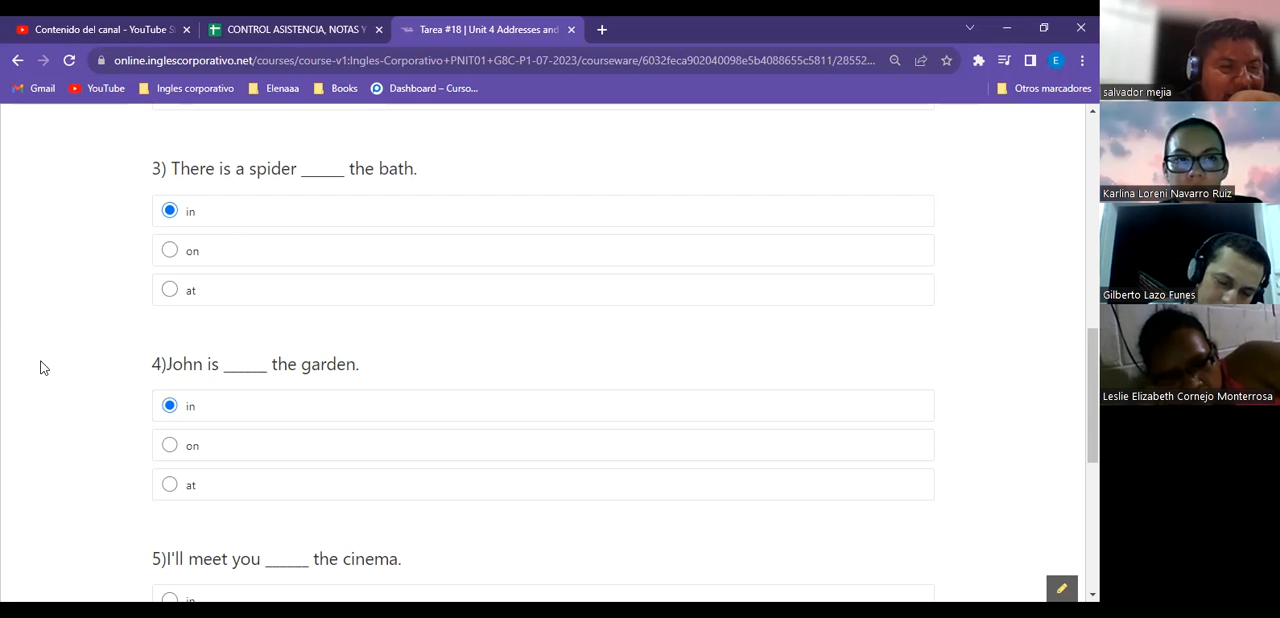 Contenido del canal - YouTube S
CONTROL ASISTENCIA, NOTAS Y
Tarea #18 | Unit 4 Addresses and
online.inglescorporativo.net/courses/course-v1:Ingles-Corporativo+PNIT01+G8C-P1-07-2023/courseware/6032feca902040098e5b4088655c5811/28552...
E
Gmail
YouTube
Ingles corporativo
Elenaaa
Books
Dashboard – Curso...
Otros marcadores
3) There is a spider _____ the bath.
in
on
at
4)John is _____ the garden.
in
on
at
5)I'll meet you _____ the cinema.
in
salvador mejia
Karlina Loreni Navarro Ruiz
Gilberto Lazo Funes
Leslie Elizabeth Cornejo Monterrosa